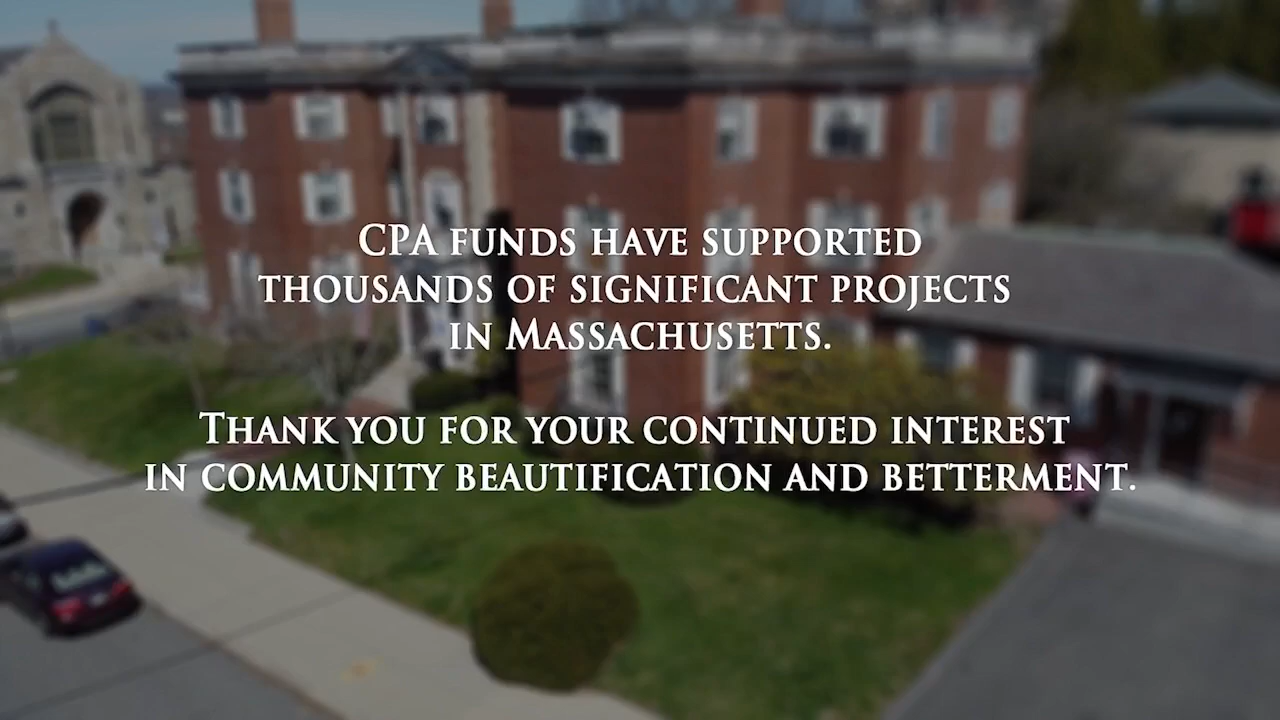 CPA FUNDS HAVE SUPPORTED
THOUSANDS OF SIGNIFICANT PROJECTS
IN MASSACHUSETTS.
THANK YOU FOR YOUR CONTINUED INTEREST
IN COMMUNITY BEAUTIFICATION AND BETTERMENT.